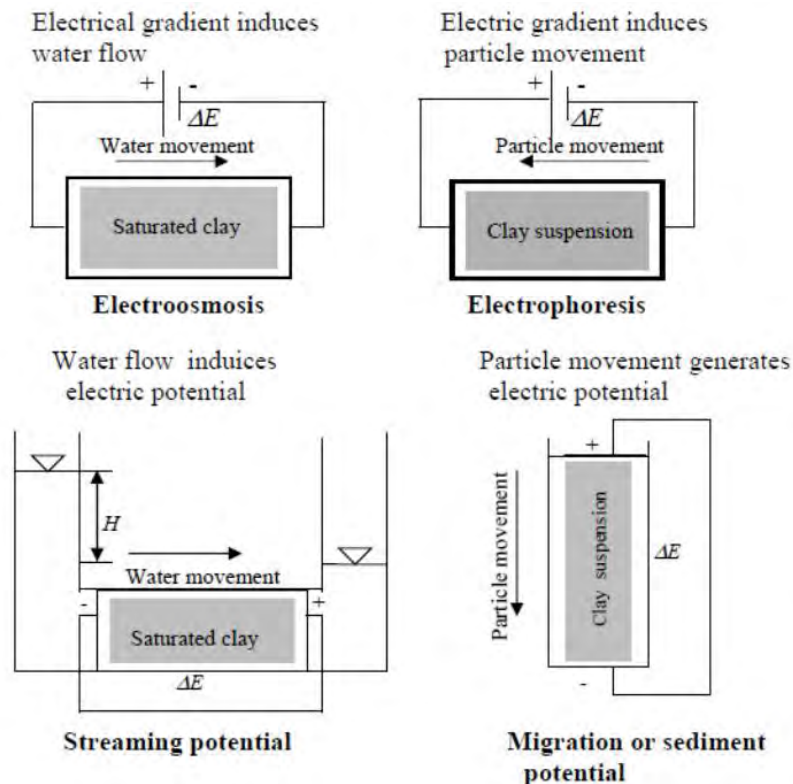 Electrical gradient induces
water flow
+ -
ΔE
Water movement
Saturated clay
Electroosmosis
Electric gradient induces
particle movement
+ -
ΔE
Particle movement
Clay suspension
Electrophoresis
Water flow induices
electric potential
H
Water movement
- +
Saturated clay
ΔE
Streaming potential
Particle movement generates
electric potential
+
Particle movement
Clay suspension
ΔE
-
Migration or sediment
potential